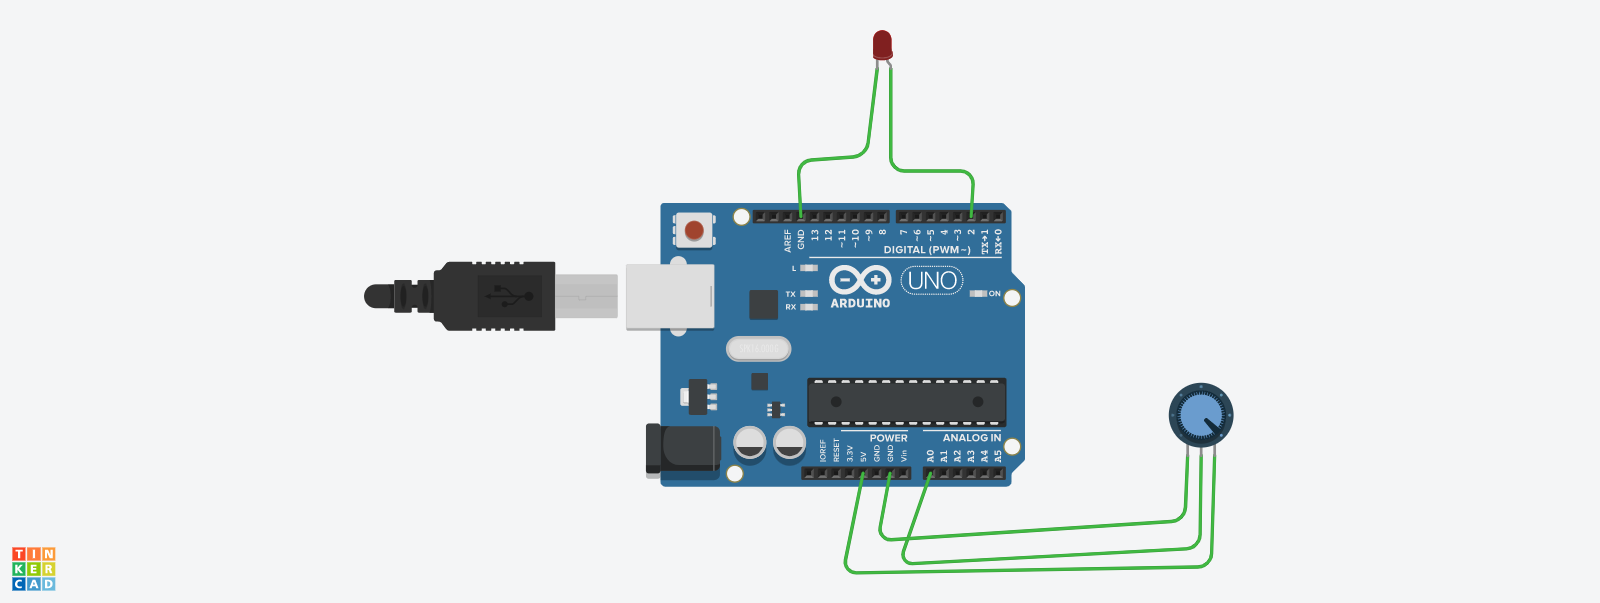 AREF
GND
13
12
~11
~10
~9
8
7
~6
~5
4
~3
2
TX→1
RX←0
DIGITAL (PWM~)
L
TX
RX
ARDUINO
UNO
ON
POWER
ANALOG IN
IOREF
RESET
3.3V
5V
GND
GND
Vin
A0
A1
A2
A3
A4
A5
TIN
KER
CAD